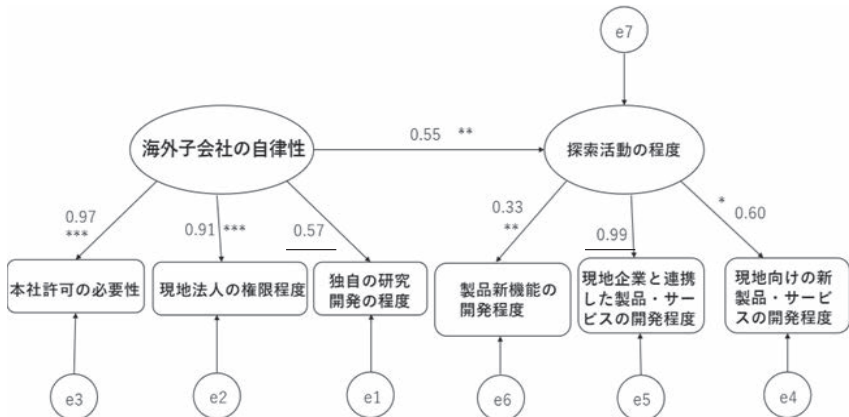 e7
0.55 **
海外子会社の自律性
探索活動の程度
0.97
***
0.91 ***
0.57
0.33
**
0.99
*
0.60
本社許可の必要性
現地法人の権限程度
独自の研究
開発の程度
製品新機能の
開発程度
現地企業と連携
した製品・サー
ビスの開発程度
現地向けの新
製品・サービ
スの開発程度
e3
e2
e1
e6
e5
e4